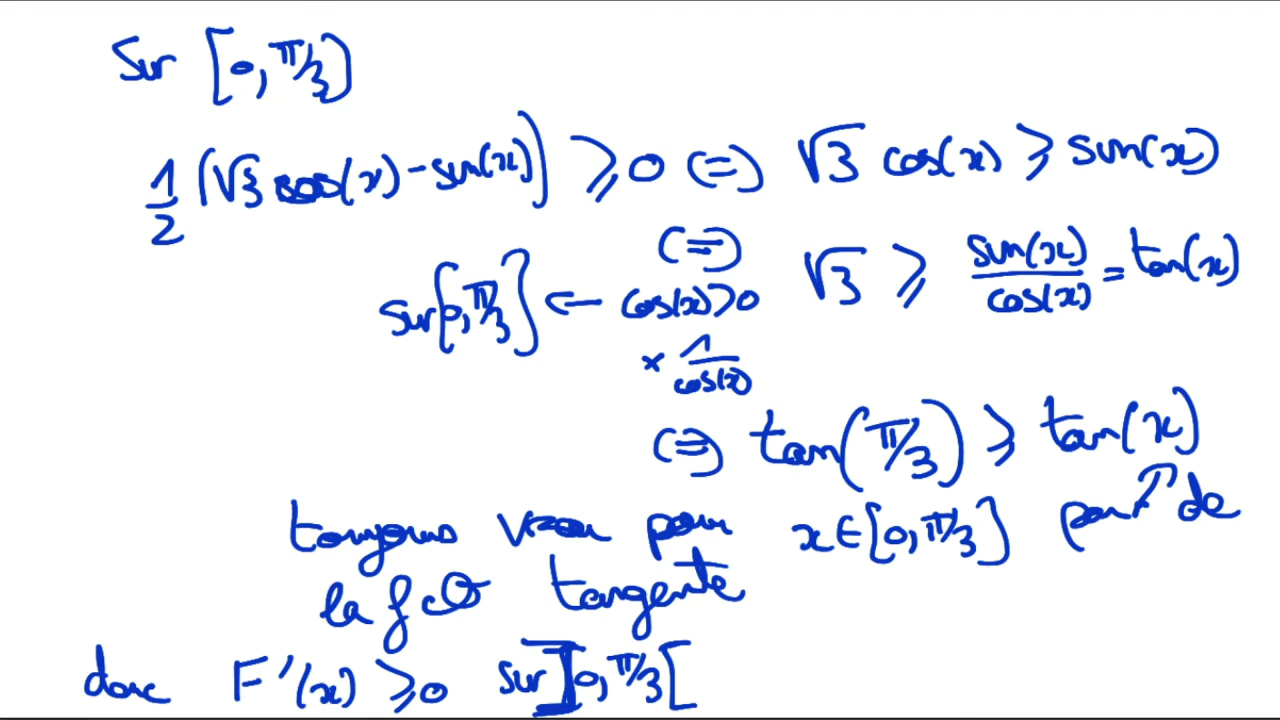 Sur [0, π/3]
1/2 (√3 cos(x) - sin(x)) ⩾ 0 (=) √3 cos(x) ⩾ sin(x)
(=) √3 ⩾ sin(x)/cos(x) = tan(x)
sur [0, π/3] ← cos(x) > 0
× 1/cos(x)
(=) tan(π/3) ⩾ tan(x)
toujours vrai pour x ∈ [0, π/3] par ↑ de
la fct° tangente
donc F'(x) ⩾ 0 sur ]0, π/3[